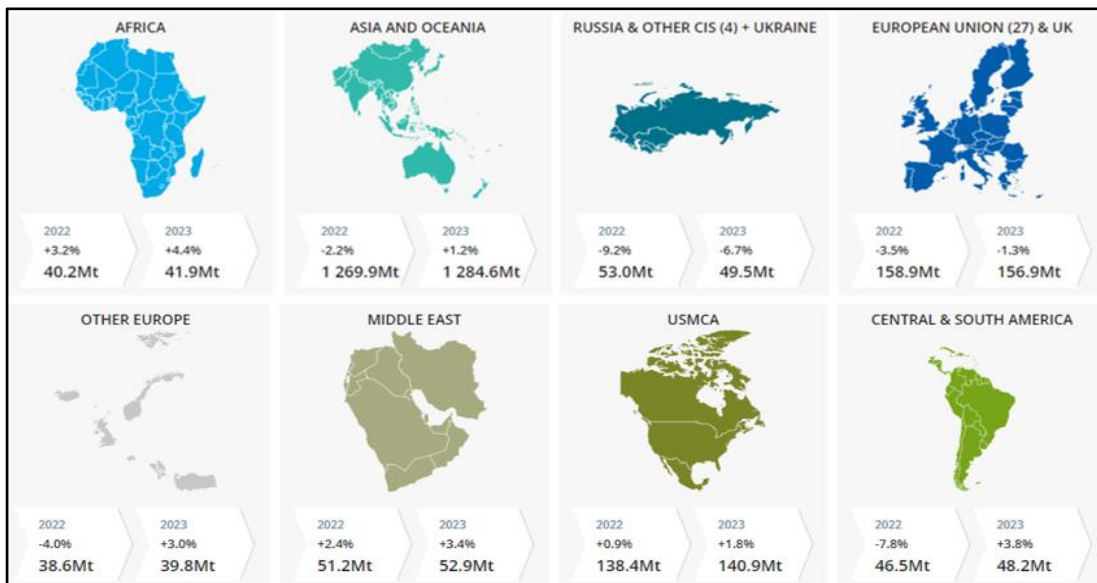 AFRICA
2022
+3.2%
40.2Mt
2023
+4.4%
41.9Mt
ASIA AND OCEANIA
2022
-2.2%
1 269.9Mt
2023
+1.2%
1 284.6Mt
RUSSIA & OTHER CIS (4) + UKRAINE
2022
-9.2%
53.0Mt
2023
-6.7%
49.5Mt
EUROPEAN UNION (27) & UK
2022
-3.5%
158.9Mt
2023
-1.3%
156.9Mt
OTHER EUROPE
2022
-4.0%
38.6Mt
2023
+3.0%
39.8Mt
MIDDLE EAST
2022
+2.4%
51.2Mt
2023
+3.4%
52.9Mt
USMCA
2022
+0.9%
138.4Mt
2023
+1.8%
140.9Mt
CENTRAL & SOUTH AMERICA
2022
-7.8%
46.5Mt
2023
+3.8%
48.2Mt